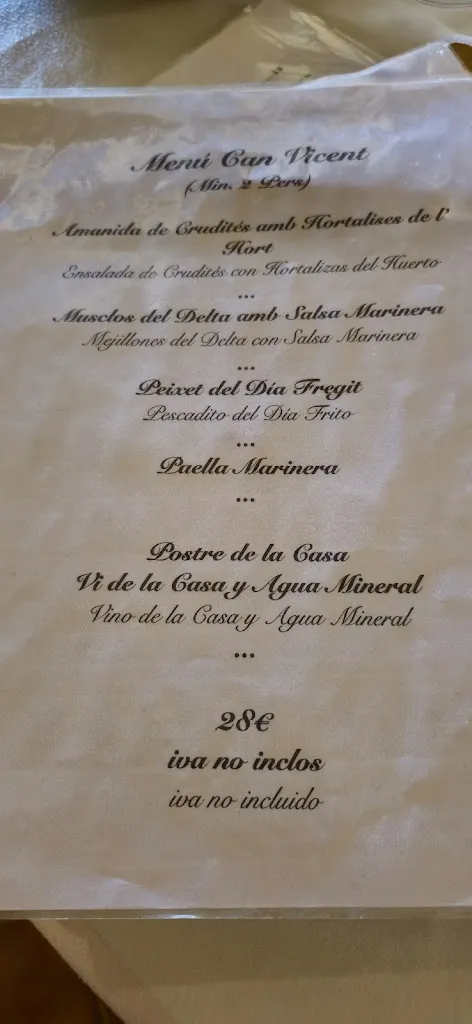 Menú Can Vicent
(Min. 2 Pers)
Amanida de Crudités amb Hortalises de l'
Hort
Ensalada de Crudités con Hortalizas del Huerto
...
Musclos del Delta amb Salsa Marinera
Mejillones del Delta con Salsa Marinera
...
Peixet del Día Fregit
Pescadito del Día Frito
...
Paella Marinera
...
Postre de la Casa
Vi de la Casa y Agua Mineral
Vino de la Casa y Agua Mineral
...
28€
iva no inclos
iva no incluido